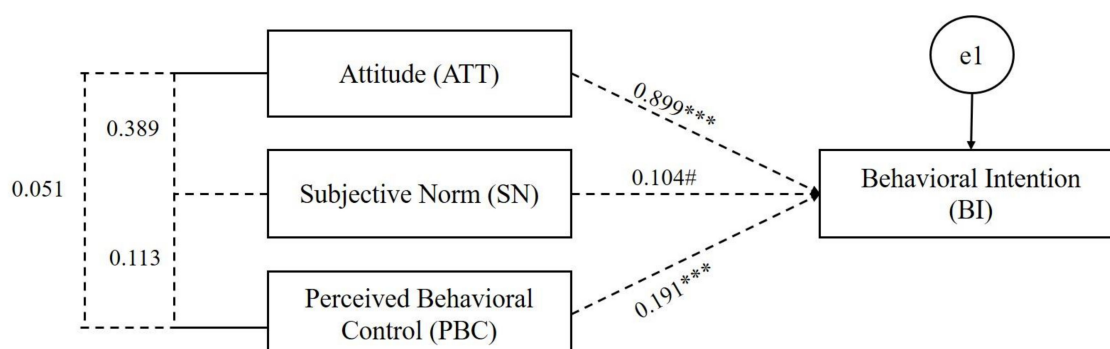 e1
Attitude (ATT)
0.899***
0.389
0.051
Subjective Norm (SN)
0.104#
Behavioral Intention
(BI)
0.113
0.191***
Perceived Behavioral
Control (PBC)